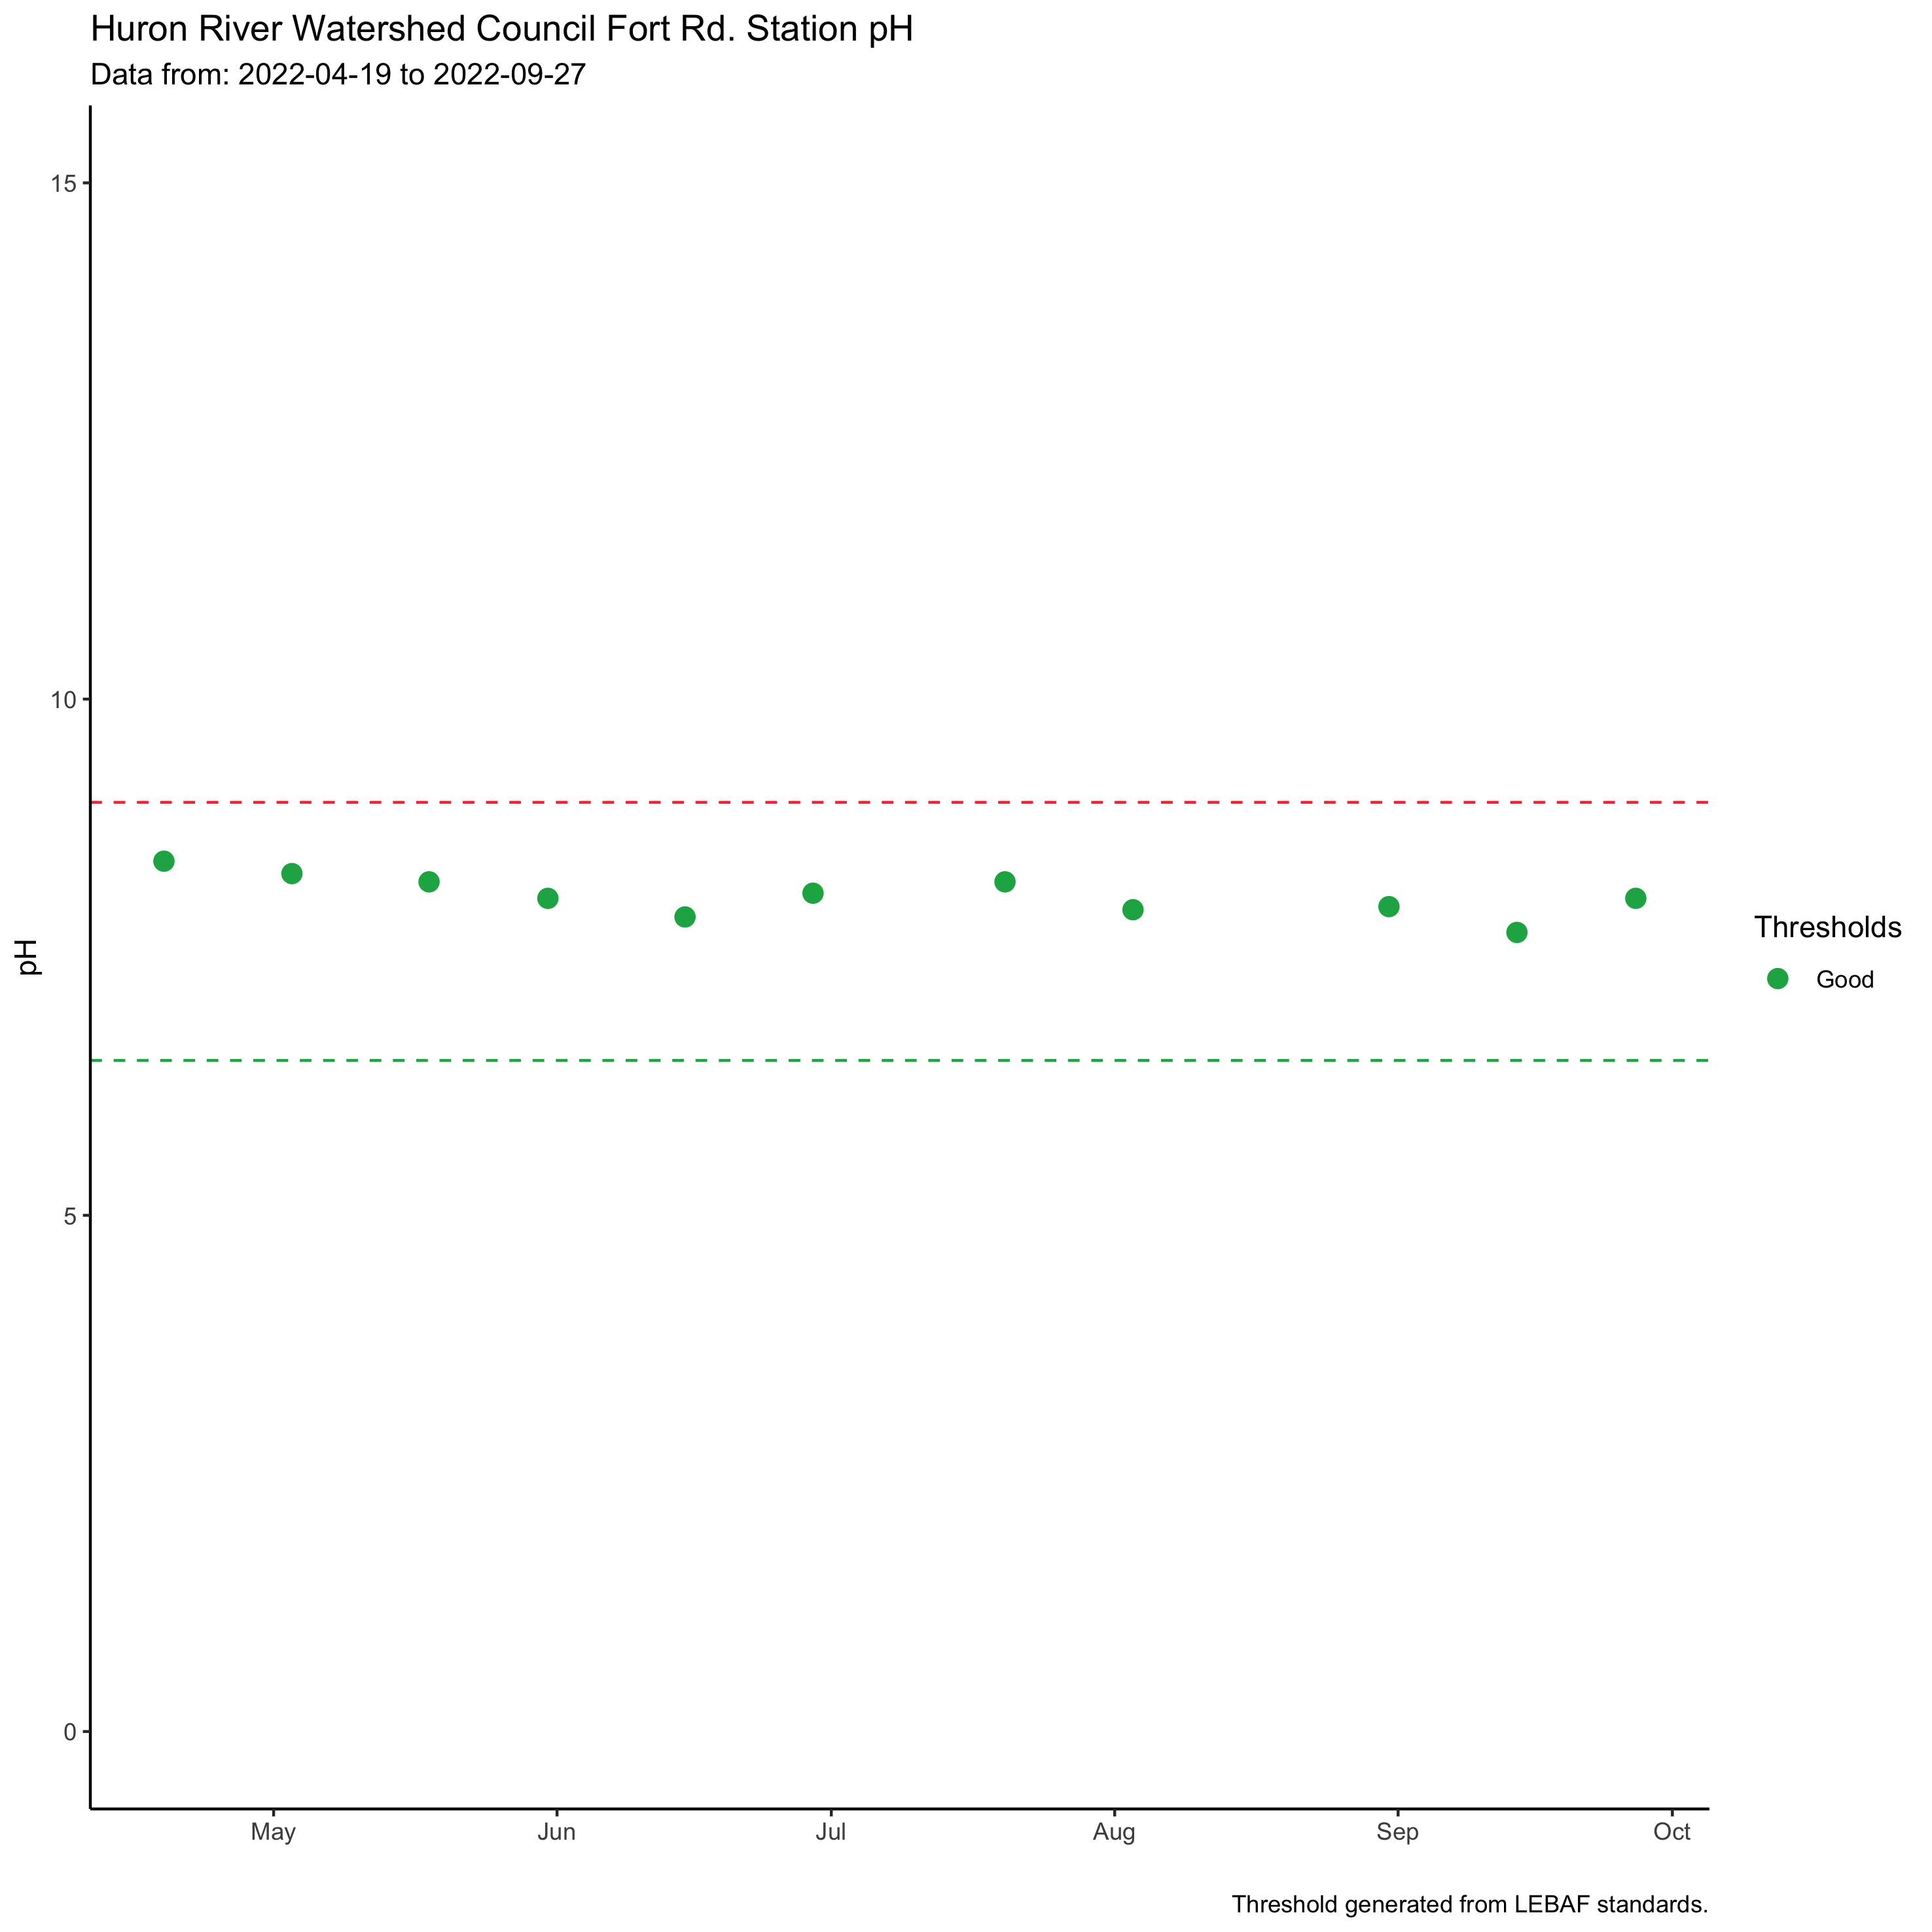 Huron River Watershed Council Fort Rd. Station pH
Data from: 2022-04-19 to 2022-09-27
15
10
5
0
pH
May Jun Jul Aug Sep Oct
Thresholds
Good
Threshold generated from LEBAF standards.